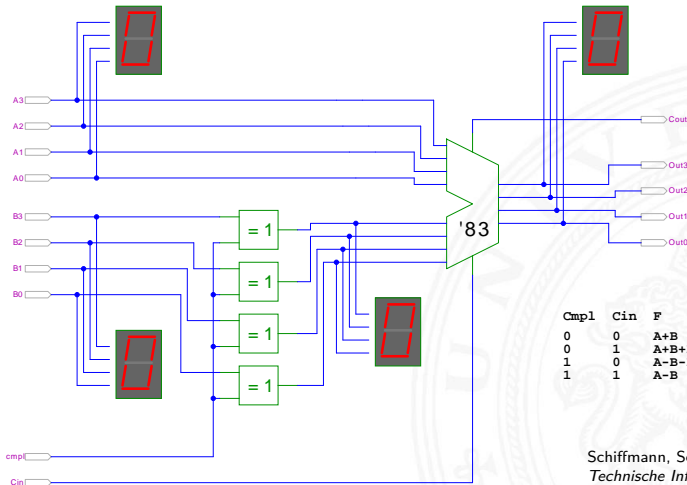 A3
A2
A1
A0
B3
B2
B1
B0
cmpl
Cin
= 1
= 1
= 1
= 1
'83
Cout
Out3
Out2
Out1
Out0
Cmpl Cin F
0 0 A+B
0 1 A+B+
1 0 A-B-
1 1 A-B
Schiffmann,
Technische